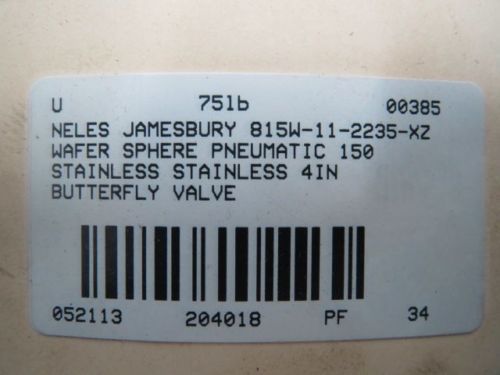 U 75lb 00385
NELES JAMESBURY 815W-11-2235-XZ
WAFER SPHERE PNEUMATIC 150
STAINLESS STAINLESS 4IN
BUTTERFLY VALVE
052113 204018 PF 34